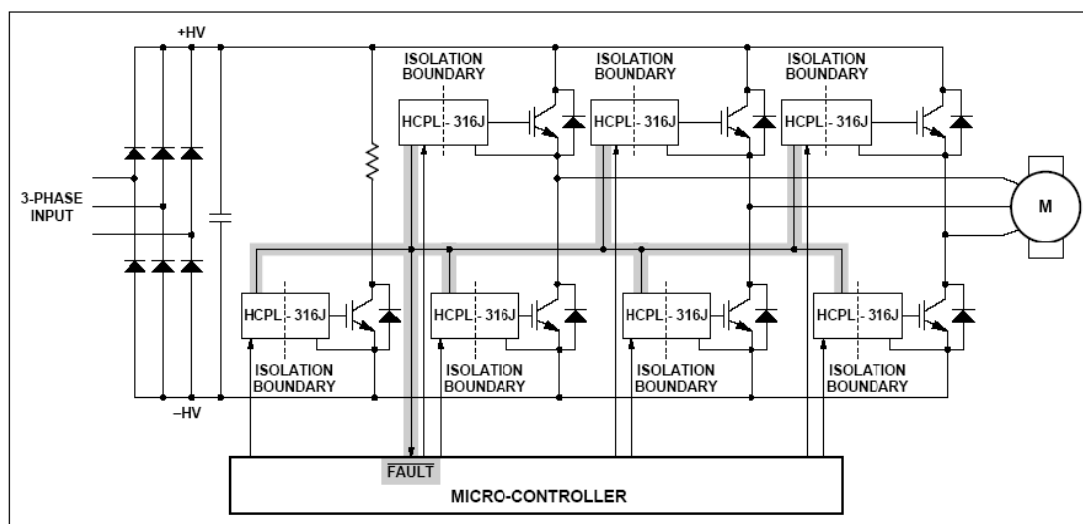 +HV
ISOLATION
BOUNDARY
ISOLATION
BOUNDARY
ISOLATION
BOUNDARY
HCPL - 316J
HCPL - 316J
HCPL - 316J
3-PHASE
INPUT
M
HCPL - 316J
HCPL - 316J
HCPL - 316J
HCPL - 316J
ISOLATION
BOUNDARY
ISOLATION
BOUNDARY
ISOLATION
BOUNDARY
ISOLATION
BOUNDARY
–HV
FAULT
MICRO-CONTROLLER